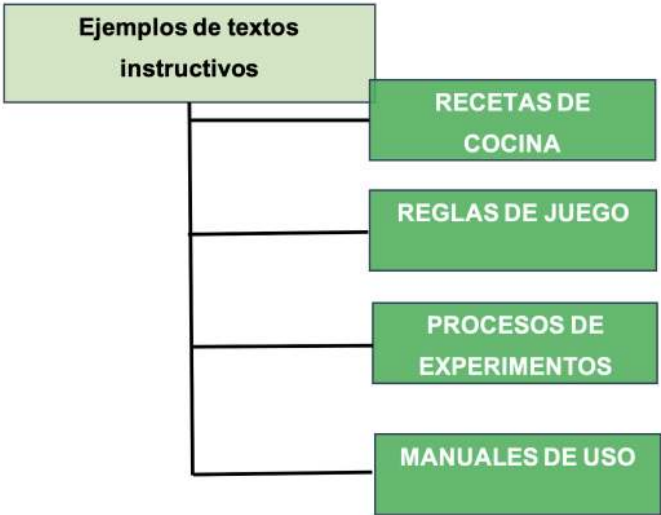 Ejemplos de textos
instructivos
RECETAS DE
COCINA
REGLAS DE JUEGO
PROCESOS DE
EXPERIMENTOS
MANUALES DE USO